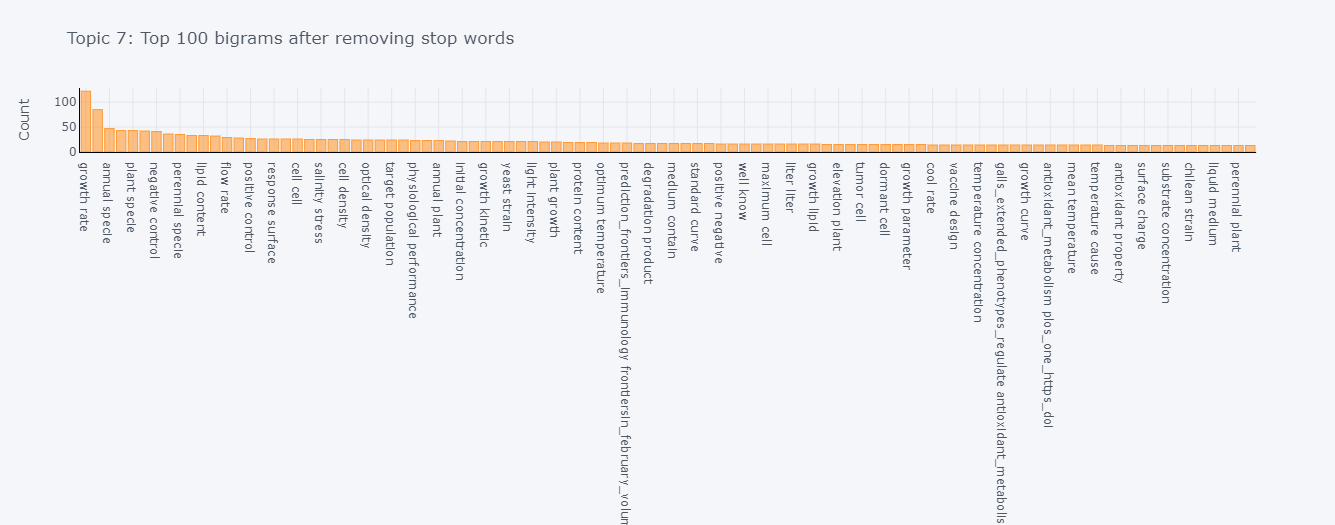 Topic 7: Top 100 bigrams after removing stop words
Count
100
50
0
growth rate
annual specie
plant specie
negative control
perennial specie
lipid content
flow rate
positive control
response surface
cell cell
salinity stress
cell density
optical density
target population
physiological performance
annual plant
initial concentration
growth kinetic
yeast strain
light intensity
plant growth
protein content
optimum temperature
prediction_frontiers_immunology frontiersin_february_volum
degradation product
medium contain
standard curve
positive negative
well know
maximum cell
liter liter
growth lipid
elevation plant
tumor cell
dormant cell
growth parameter
cool rate
vaccine design
temperature concentration
galls_extended_phenotypes_regulate antioxidant_metabolis
growth curve
antioxidant_metabolism plos_one_https_doi
mean temperature
temperature cause
antioxidant property
surface charge
substrate concentration
chilean strain
liquid medium
perennial plant